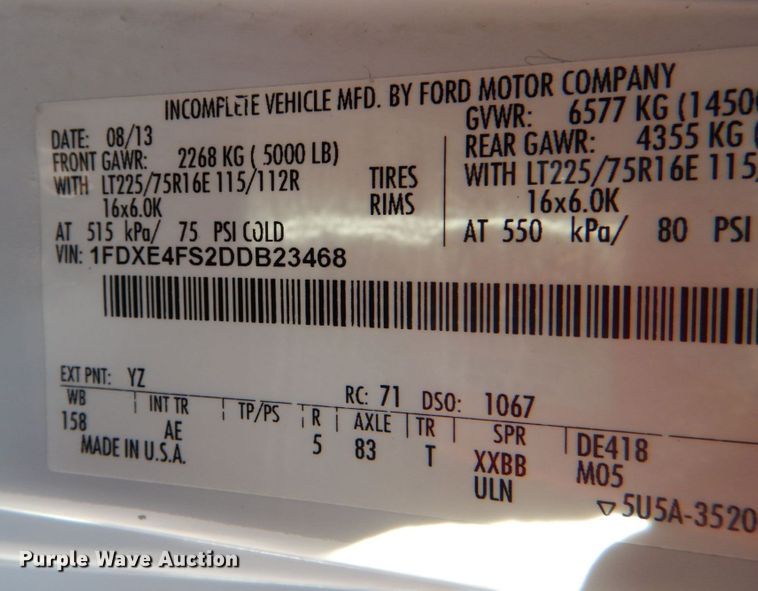 INCOMPLETE VEHICLE MFD. BY FORD MOTOR COMPANY
DATE: 08/13
GVWR: 6577 KG (1450
FRONT GAWR: 2268 KG ( 5000 LB)
REAR GAWR: 4355 KG (
WITH LT225/75R16E 115/112R TIRES
WITH LT225/75R16E 115/
16x6.0K RIMS
16x6.0K
AT 515 kPa/ 75 PSI COLD
AT 550 kPa/ 80 PSI
VIN: 1FDXE4FS2DDB23468
EXT PNT: YZ RC: 71 DSO: 1067
WB INT TR TP/PS R AXLE TR SPR
158 AE 5 83 T XXBB DE418
MADE IN U.S.A. ULN M05
5U5A-3520
Purple Wave Auction